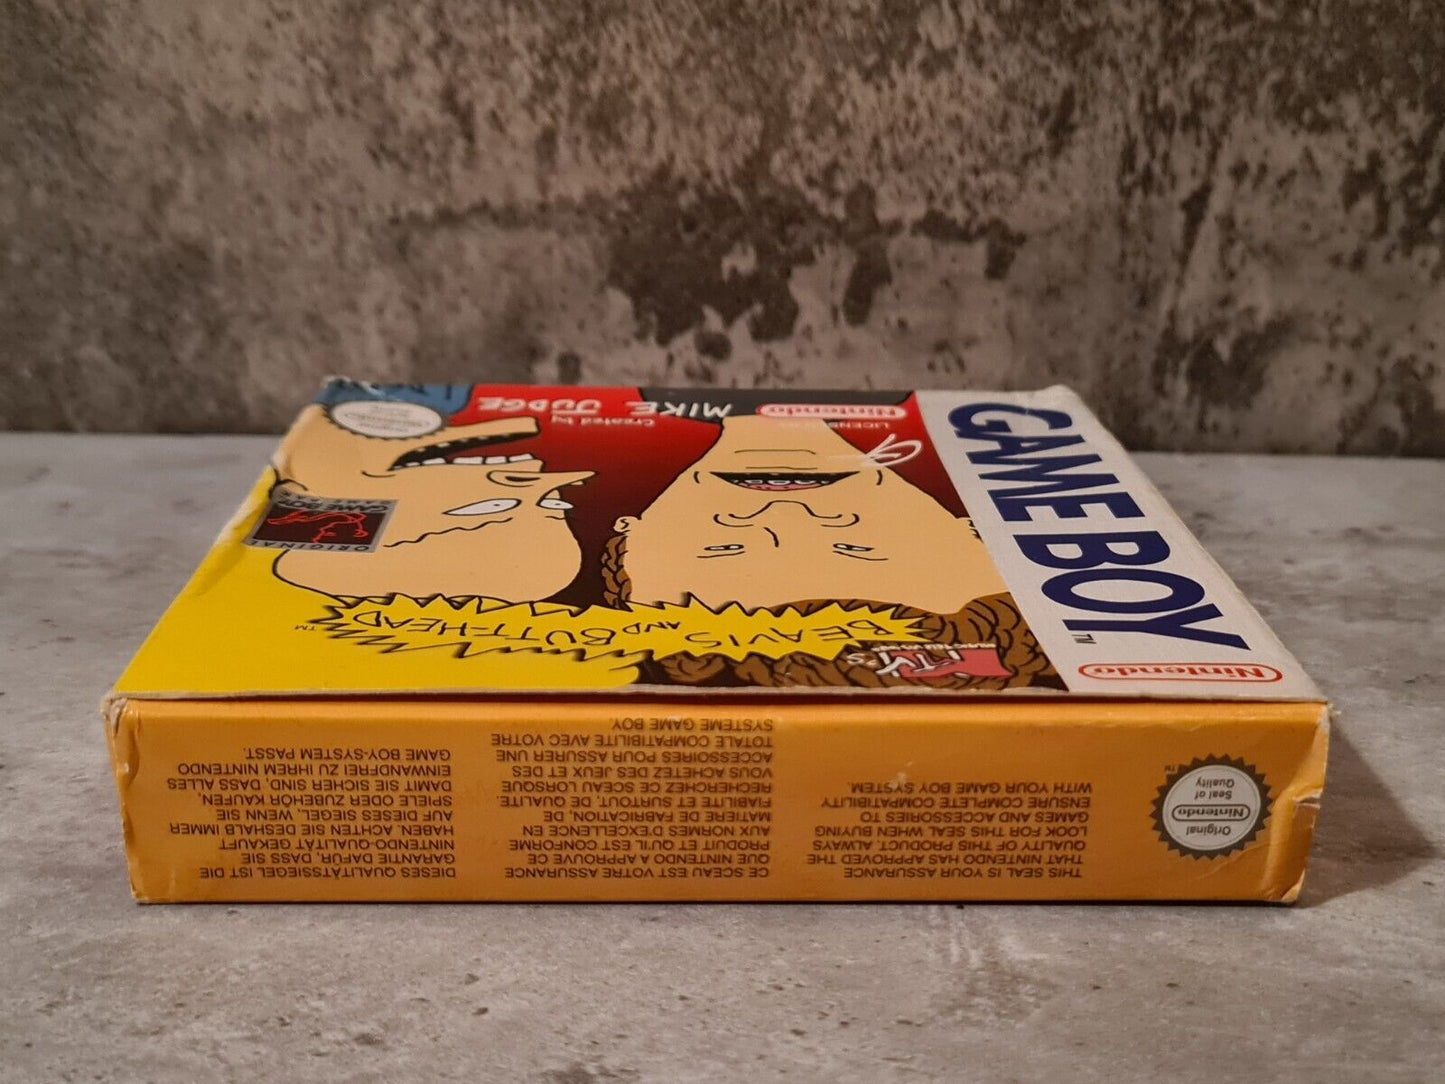 Nintendo
GAME BOY
TM
MTV's
MUSIC TELEVISION
BEAVIS AND BUTT-HEAD
TM
ORIGINAL
GAME BOY
LICENSED BY
Nintendo
Created by
MIKE JUDGE
Original
Nintendo
Seal of
Quality
TM
THIS SEAL IS YOUR ASSURANCE
THAT NINTENDO HAS APPROVED THE
QUALITY OF THIS PRODUCT. ALWAYS
LOOK FOR THIS SEAL WHEN BUYING
GAMES AND ACCESSORIES TO
ENSURE COMPLETE COMPATIBILITY
WITH YOUR GAME BOY SYSTEM.
CE SCEAU EST VOTRE ASSURANCE
QUE NINTENDO A APPROUVE CE
PRODUIT ET QU'IL EST CONFORME
AUX NORMES D'EXCELLENCE EN
MATIERE DE FABRICATION, DE
FIABILITE ET SURTOUT, DE QUALITE.
RECHERCHEZ CE SCEAU LORSQUE
VOUS ACHETEZ DES JEUX ET DES
ACCESSOIRES POUR ASSURER UNE
TOTALE COMPATIBILITE AVEC VOTRE
SYSTEME GAME BOY.
DIESES QUALITÄTSSIEGEL IST DIE
GARANTIE DAFÜR, DASS SIE
NINTENDO-QUALITÄT GEKAUFT
HABEN. ACHTEN SIE DESHALB IMMER
AUF DIESES SIEGEL, WENN SIE
SPIELE ODER ZUBEHÖR KAUFEN,
DAMIT SIE SICHER SIND, DASS ALLES
EINWANDFREI ZU IHREM NINTENDO
GAME BOY-SYSTEM PASST.